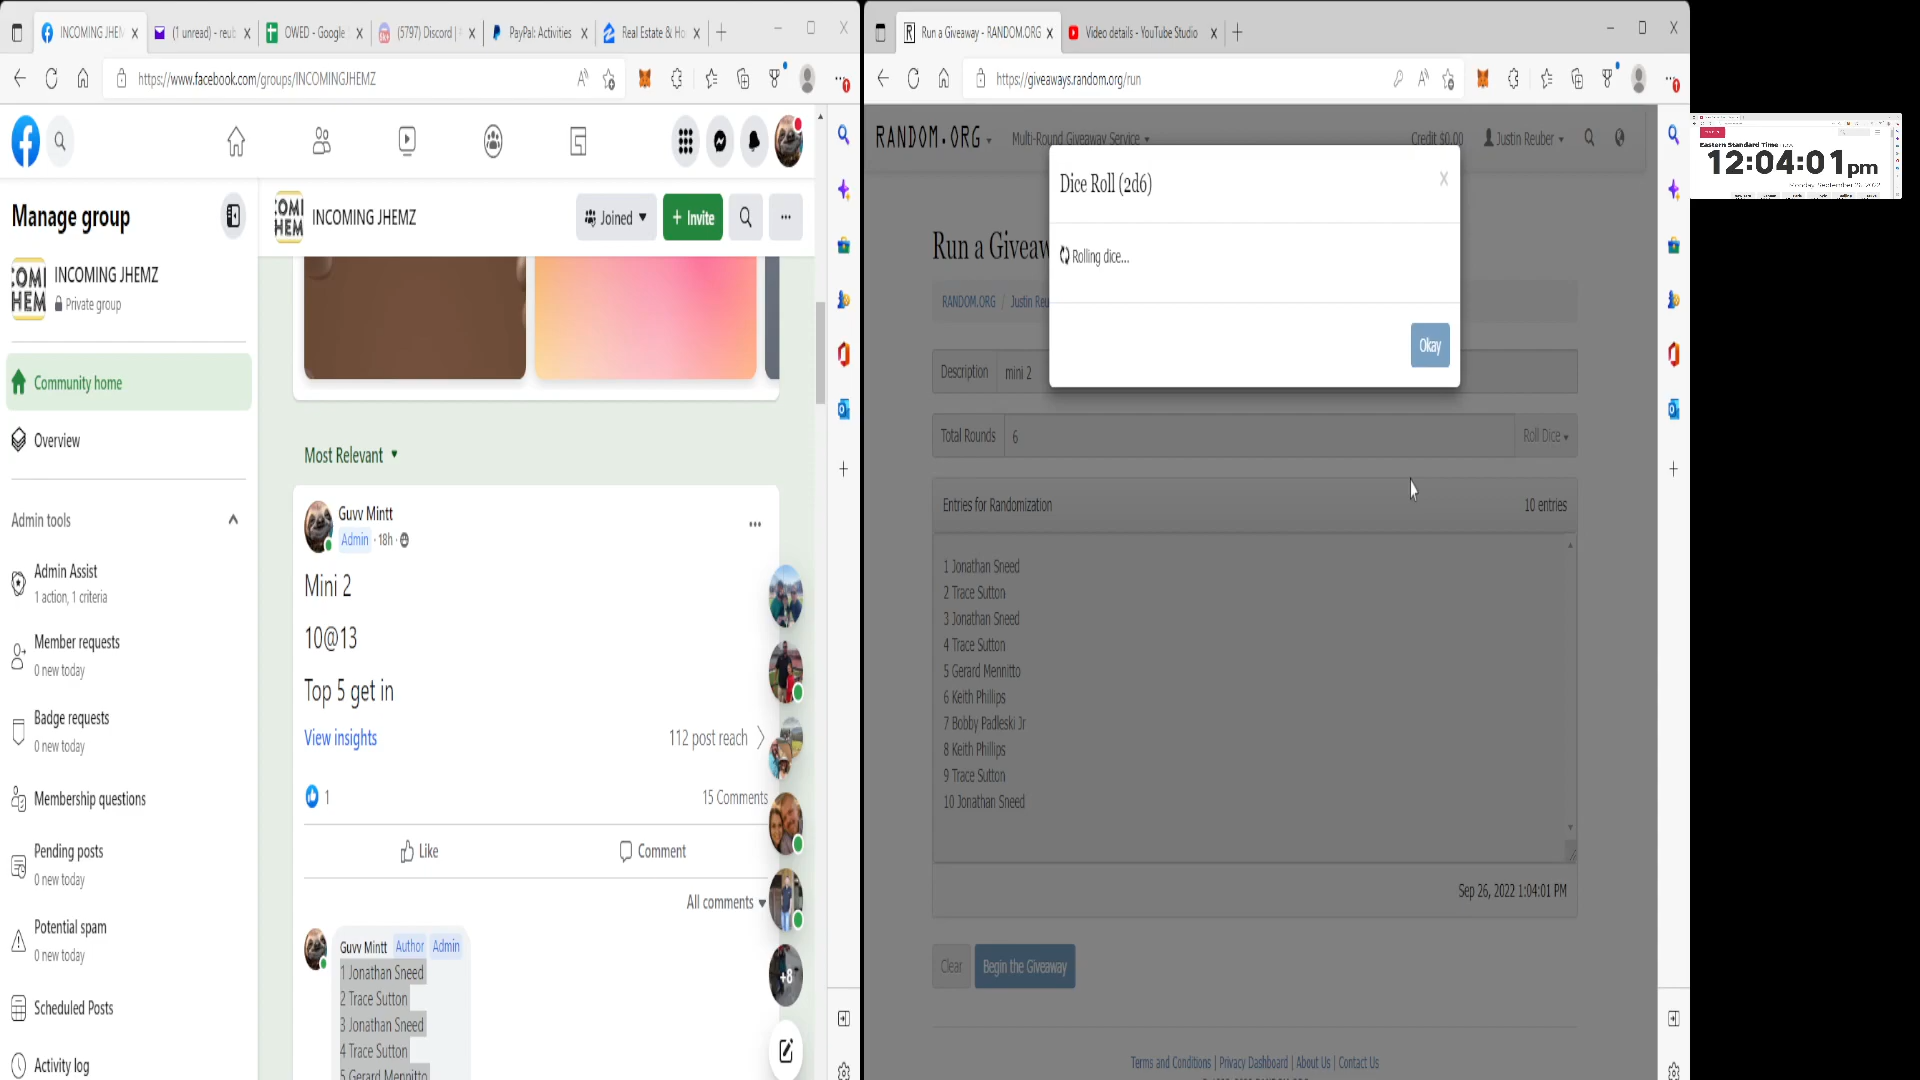 INCOMING JHEM
(1 unread) - reub
OWED - Google
(5797) Discord |
PayPal: Activities
Real Estate & Ho
https://www.facebook.com/groups/INCOMINGJHEMZ
Manage group
INCOMING JHEMZ
Private group
Community home
Overview
Admin tools
Admin Assist
1 action, 1 criteria
Member requests
0 new today
Badge requests
0 new today
Membership questions
Pending posts
0 new today
Potential spam
0 new today
Scheduled Posts
Activity log
INCOMING JHEMZ
Joined
+ Invite
Most Relevant
Guvv Mintt
Admin · 18h ·
Mini 2
10@13
Top 5 get in
View insights
112 post reach
1
15 Comments
Like
Comment
All comments
+8
Guvv Mintt Author Admin
1 Jonathan Sneed
2 Trace Sutton
3 Jonathan Sneed
4 Trace Sutton
5 Gerard Mennitto
Run a Giveaway - RANDOM.ORG
Video details - YouTube Studio
https://giveaways.random.org/run
RANDOM.ORG
Multi-Round Giveaway Service
Credit $0.00
Justin Reuber
Dice Roll (2d6)
Rolling dice...
Okay
Run a Giveaw
RANDOM.ORG / Justin Reu
Description mini 2
Total Rounds 6
Roll Dice
Entries for Randomization
10 entries
1 Jonathan Sneed
2 Trace Sutton
3 Jonathan Sneed
4 Trace Sutton
5 Gerard Mennitto
6 Keith Phillips
7 Bobby Padleski Jr
8 Keith Phillips
9 Trace Sutton
10 Jonathan Sneed
Sep 26, 2022 1:04:01 PM
Clear
Begin the Giveaway
Terms and Conditions | Privacy Dashboard | About Us | Contact Us
Eastern Standard Time
12:04:01 pm